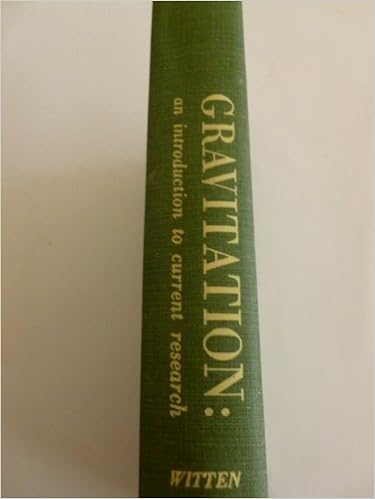 GRAVITATION:
an introduction to current research
WITTEN